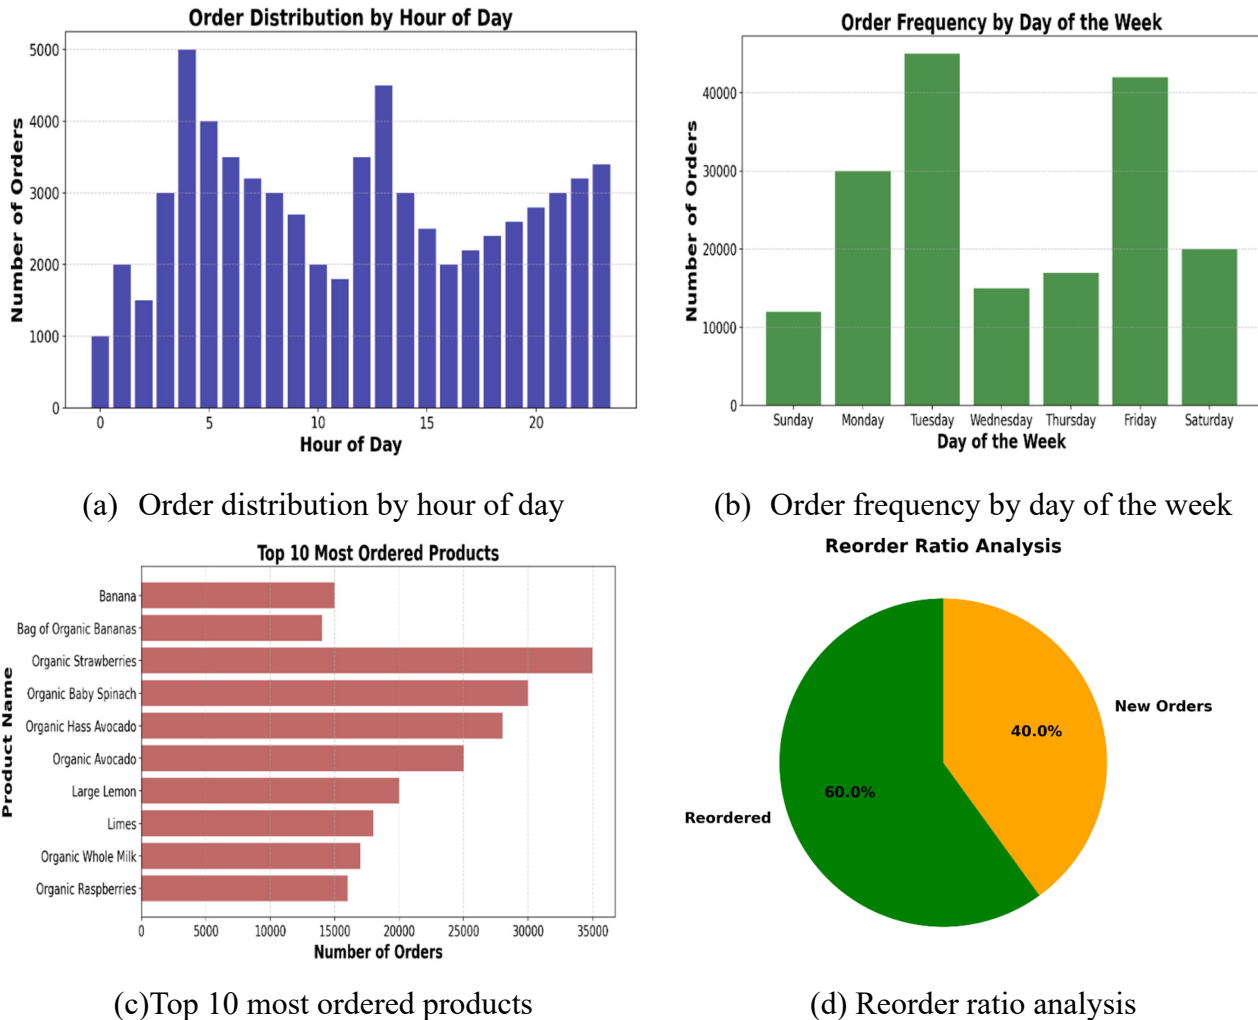 Order Distribution by Hour of Day
Number of Orders
5000
4000
3000
2000
1000
0
0 5 10 15 20
Hour of Day
Order Frequency by Day of the Week
Number of Orders
40000
30000
20000
10000
0
Sunday Monday Tuesday Wednesday Thursday Friday Saturday
Day of the Week
(a) Order distribution by hour of day
(b) Order frequency by day of the week
Top 10 Most Ordered Products
Product Name
Banana
Bag of Organic Bananas
Organic Strawberries
Organic Baby Spinach
Organic Hass Avocado
Organic Avocado
Large Lemon
Limes
Organic Whole Milk
Organic Raspberries
0 5000 10000 15000 20000 25000 30000 35000
Number of Orders
Reorder Ratio Analysis
New Orders
40.0%
60.0%
Reordered
(c)Top 10 most ordered products
(d) Reorder ratio analysis